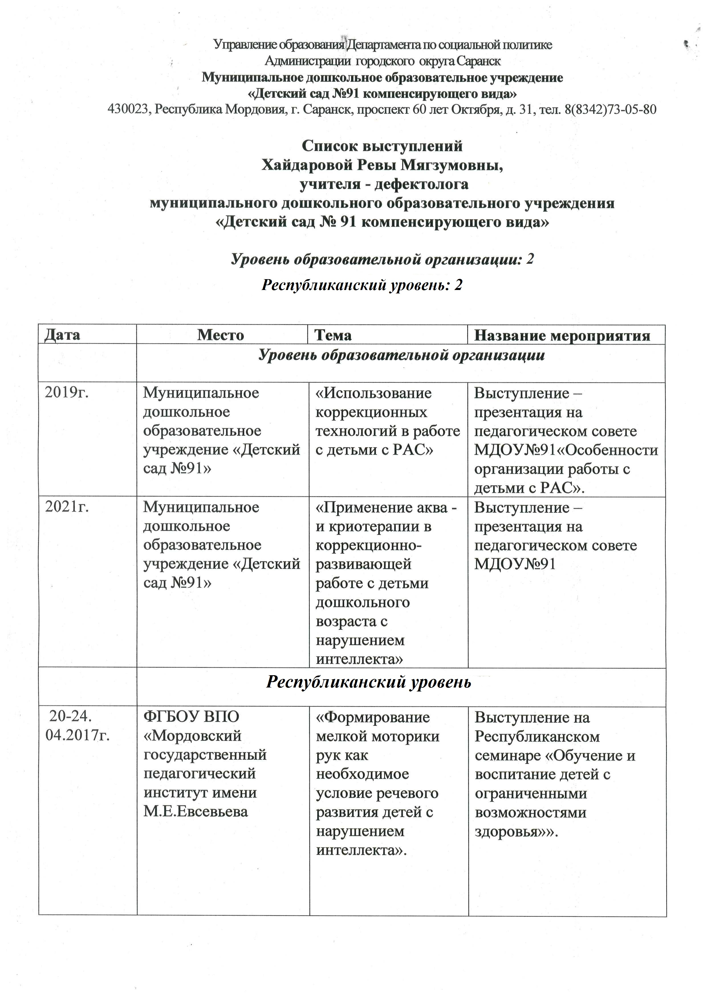 Управление образования Департамента по социальной политике
Администрации городского округа Саранск
Муниципальное дошкольное образовательное учреждение
«Детский сад №91 компенсирующего вида»
430023, Республика Мордовия, г. Саранск, проспект 60 лет Октября, д. 31, тел. 8(8342)73-05-80
Список выступлений
Хайдаровой Ревы Мягзумовны,
учителя - дефектолога
муниципального дошкольного образовательного учреждения
«Детский сад № 91 компенсирующего вида»
Уровень образовательной организации: 2
Республиканский уровень: 2
Дата Место Тема Название мероприятия
Уровень образовательной организации
2019г.
Муниципальное
дошкольное
образовательное
учреждение «Детский
сад №91»
«Использование
коррекционных
технологий в работе
с детьми с РАС»
Выступление –
презентация на
педагогическом совете
МДОУ№91«Особенности
организации работы с
детьми с РАС».
2021г.
Муниципальное
дошкольное
образовательное
учреждение «Детский
сад №91»
«Применение аква -
и криотерапии в
коррекционно-
развивающей
работе с детьми
дошкольного
возраста с
нарушением
интеллекта»
Выступление –
презентация на
педагогическом совете
МДОУ№91
Республиканский уровень
20-24.
04.2017г.
ФГБОУ ВПО
«Мордовский
государственный
педагогический
институт имени
М.Е.Евсевьева
«Формирование
мелкой моторики
рук как
необходимое
условие речевого
развития детей с
нарушением
интеллекта».
Выступление на
Республиканском
семинаре «Обучение и
воспитание детей с
ограниченными
возможностями
здоровья»».